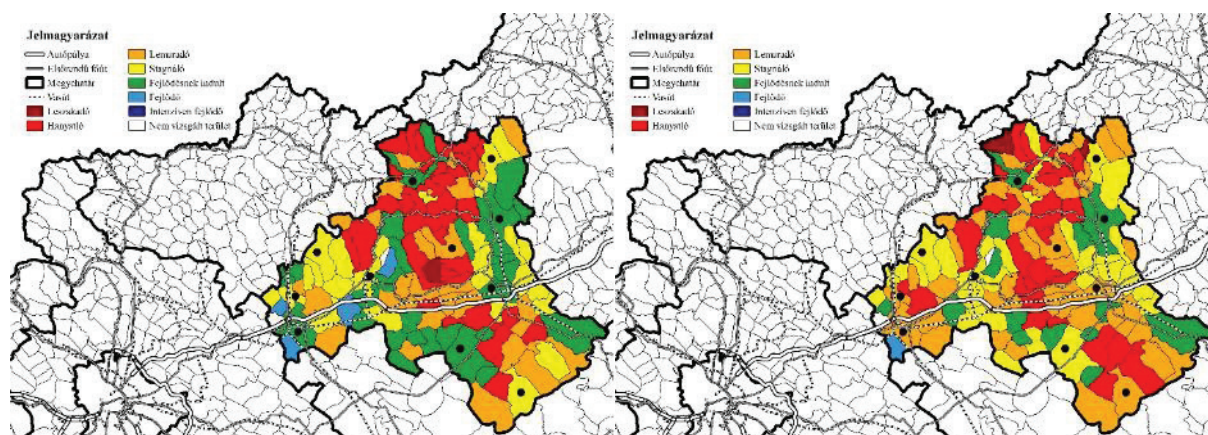 Jelmagyarázat
Autópálya
Elsőrendű főút
Megyehatár
Vasút
Leszakadó
Hanyatló
Lemaradó
Stagnáló
Fejlődésnek indult
Fejlődő
Intenzíven fejlődő
Nem vizsgált terület
Jelmagyarázat
Autópálya
Elsőrendű főút
Megyehatár
Vasút
Leszakadó
Hanyatló
Lemaradó
Stagnáló
Fejlődésnek indult
Fejlődő
Intenzíven fejlődő
Nem vizsgált terület